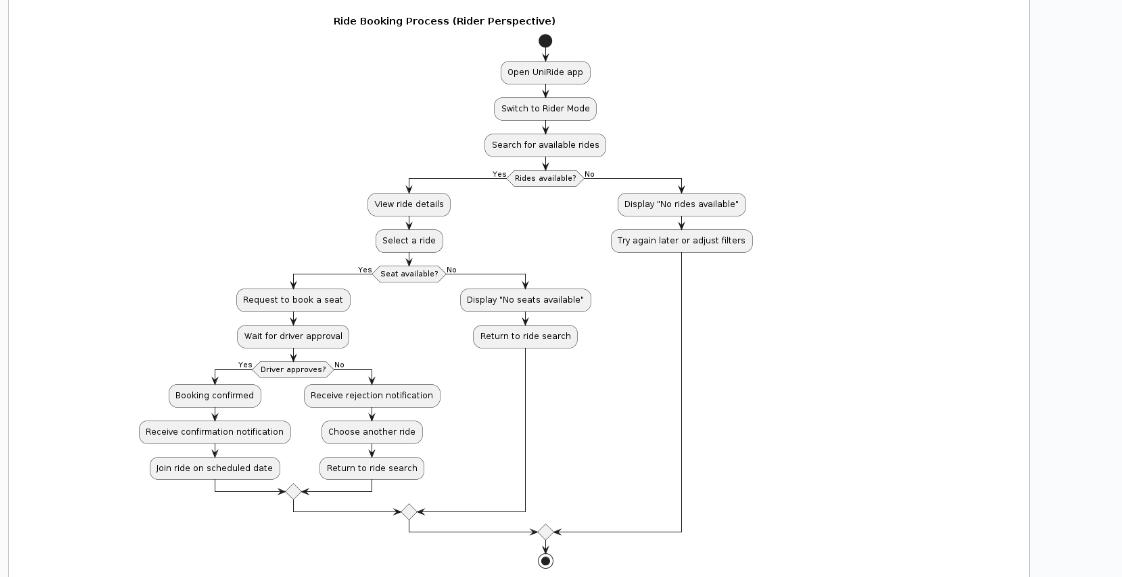 Ride Booking Process (Rider Perspective)
Open UniRide app
Switch to Rider Mode
Search for available rides
Yes
Rides available?
No
View ride details
Display "No rides available"
Select a ride
Try again later or adjust filters
Yes
Seat available?
No
Request to book a seat
Display "No seats available"
Wait for driver approval
Return to ride search
Yes
Driver approves?
No
Booking confirmed
Receive rejection notification
Receive confirmation notification
Choose another ride
Join ride on scheduled date
Return to ride search